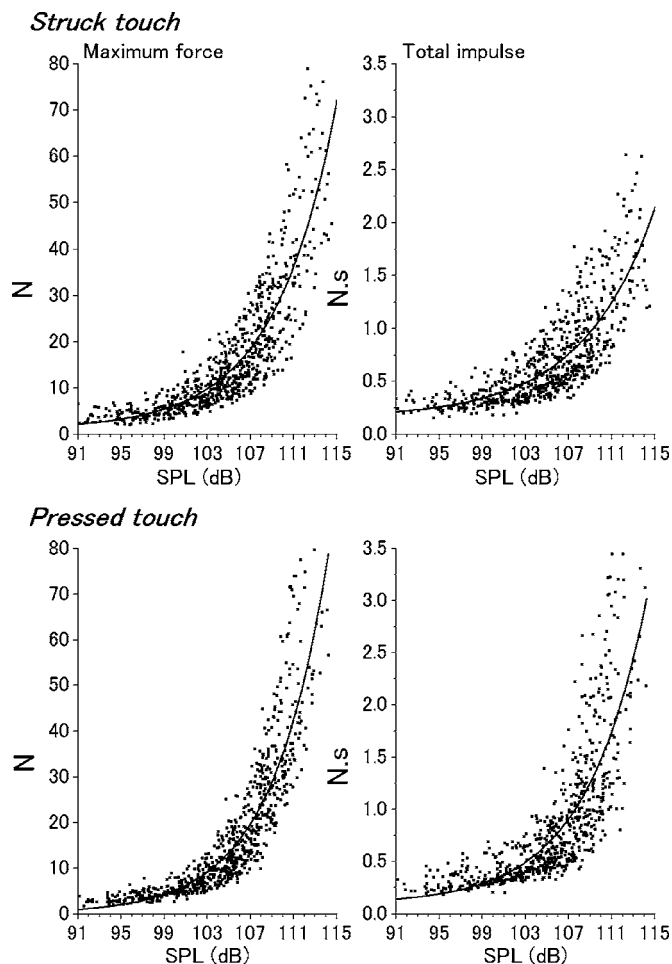 Struck touch
Maximum force
Total impulse
80
70
60
50
40
30
20
10
0
N
91 95 99 103 107 111 115
SPL (dB)
3.5
3.0
2.5
2.0
1.5
1.0
0.5
0.0
N.s
91 95 99 103 107 111 115
SPL (dB)
Pressed touch
80
70
60
50
40
30
20
10
0
N
91 95 99 103 107 111 115
SPL (dB)
3.5
3.0
2.5
2.0
1.5
1.0
0.5
0.0
N.s
91 95 99 103 107 111 115
SPL (dB)